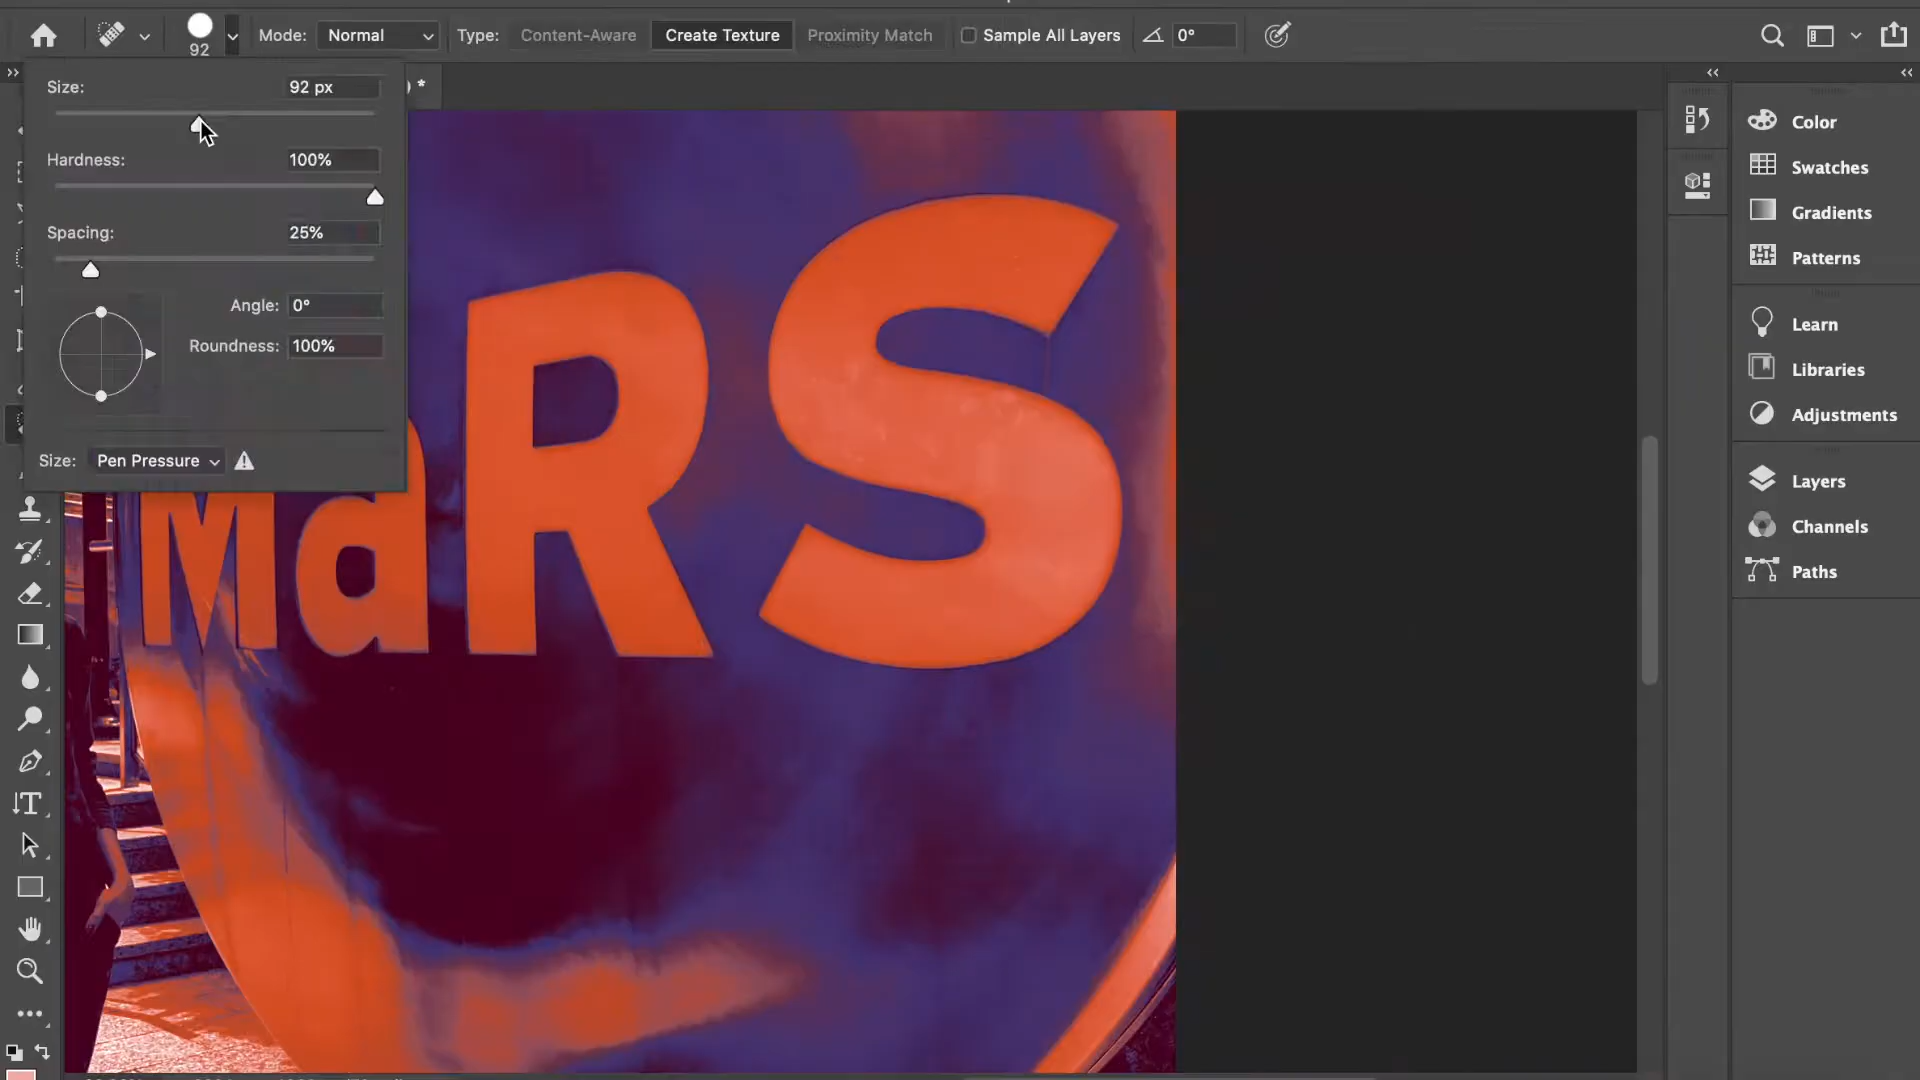 92
Mode: Normal
Type: Content-Aware Create Texture Proximity Match
Sample All Layers
0°
Size: 92 px
) *
Hardness: 100%
Spacing: 25%
Angle: 0°
Roundness: 100%
Size: Pen Pressure
MaRS
Color
Swatches
Gradients
Patterns
Learn
Libraries
Adjustments
Layers
Channels
Paths